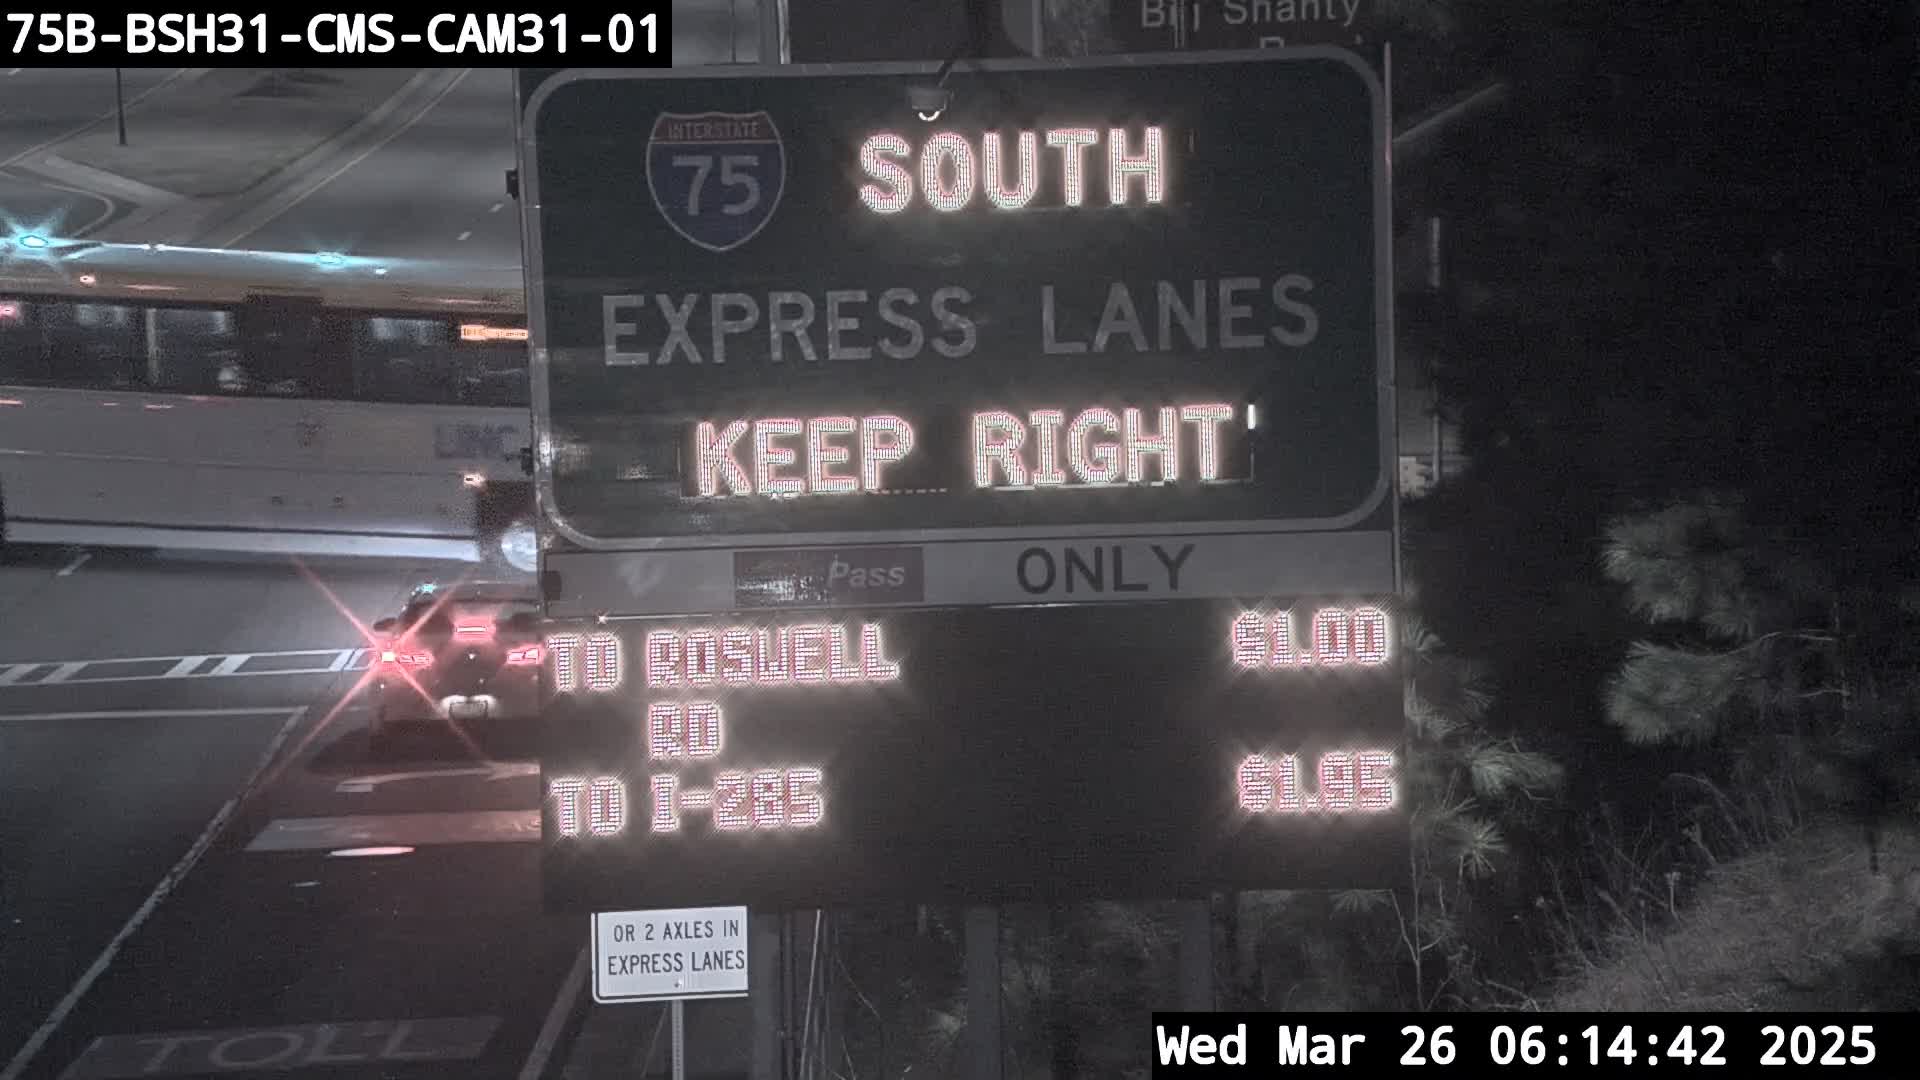 75B-BSH31-CMS-CAM31-01
Shanty
INTERSTATE
75
SOUTH
EXPRESS LANES
KEEP RIGHT
Pass ONLY
TO ROSWELL $1.00
RD
TO I-285 $1.95
OR 2 AXLES IN
EXPRESS LANES
TOLL
Wed Mar 26 06:14:42 2025